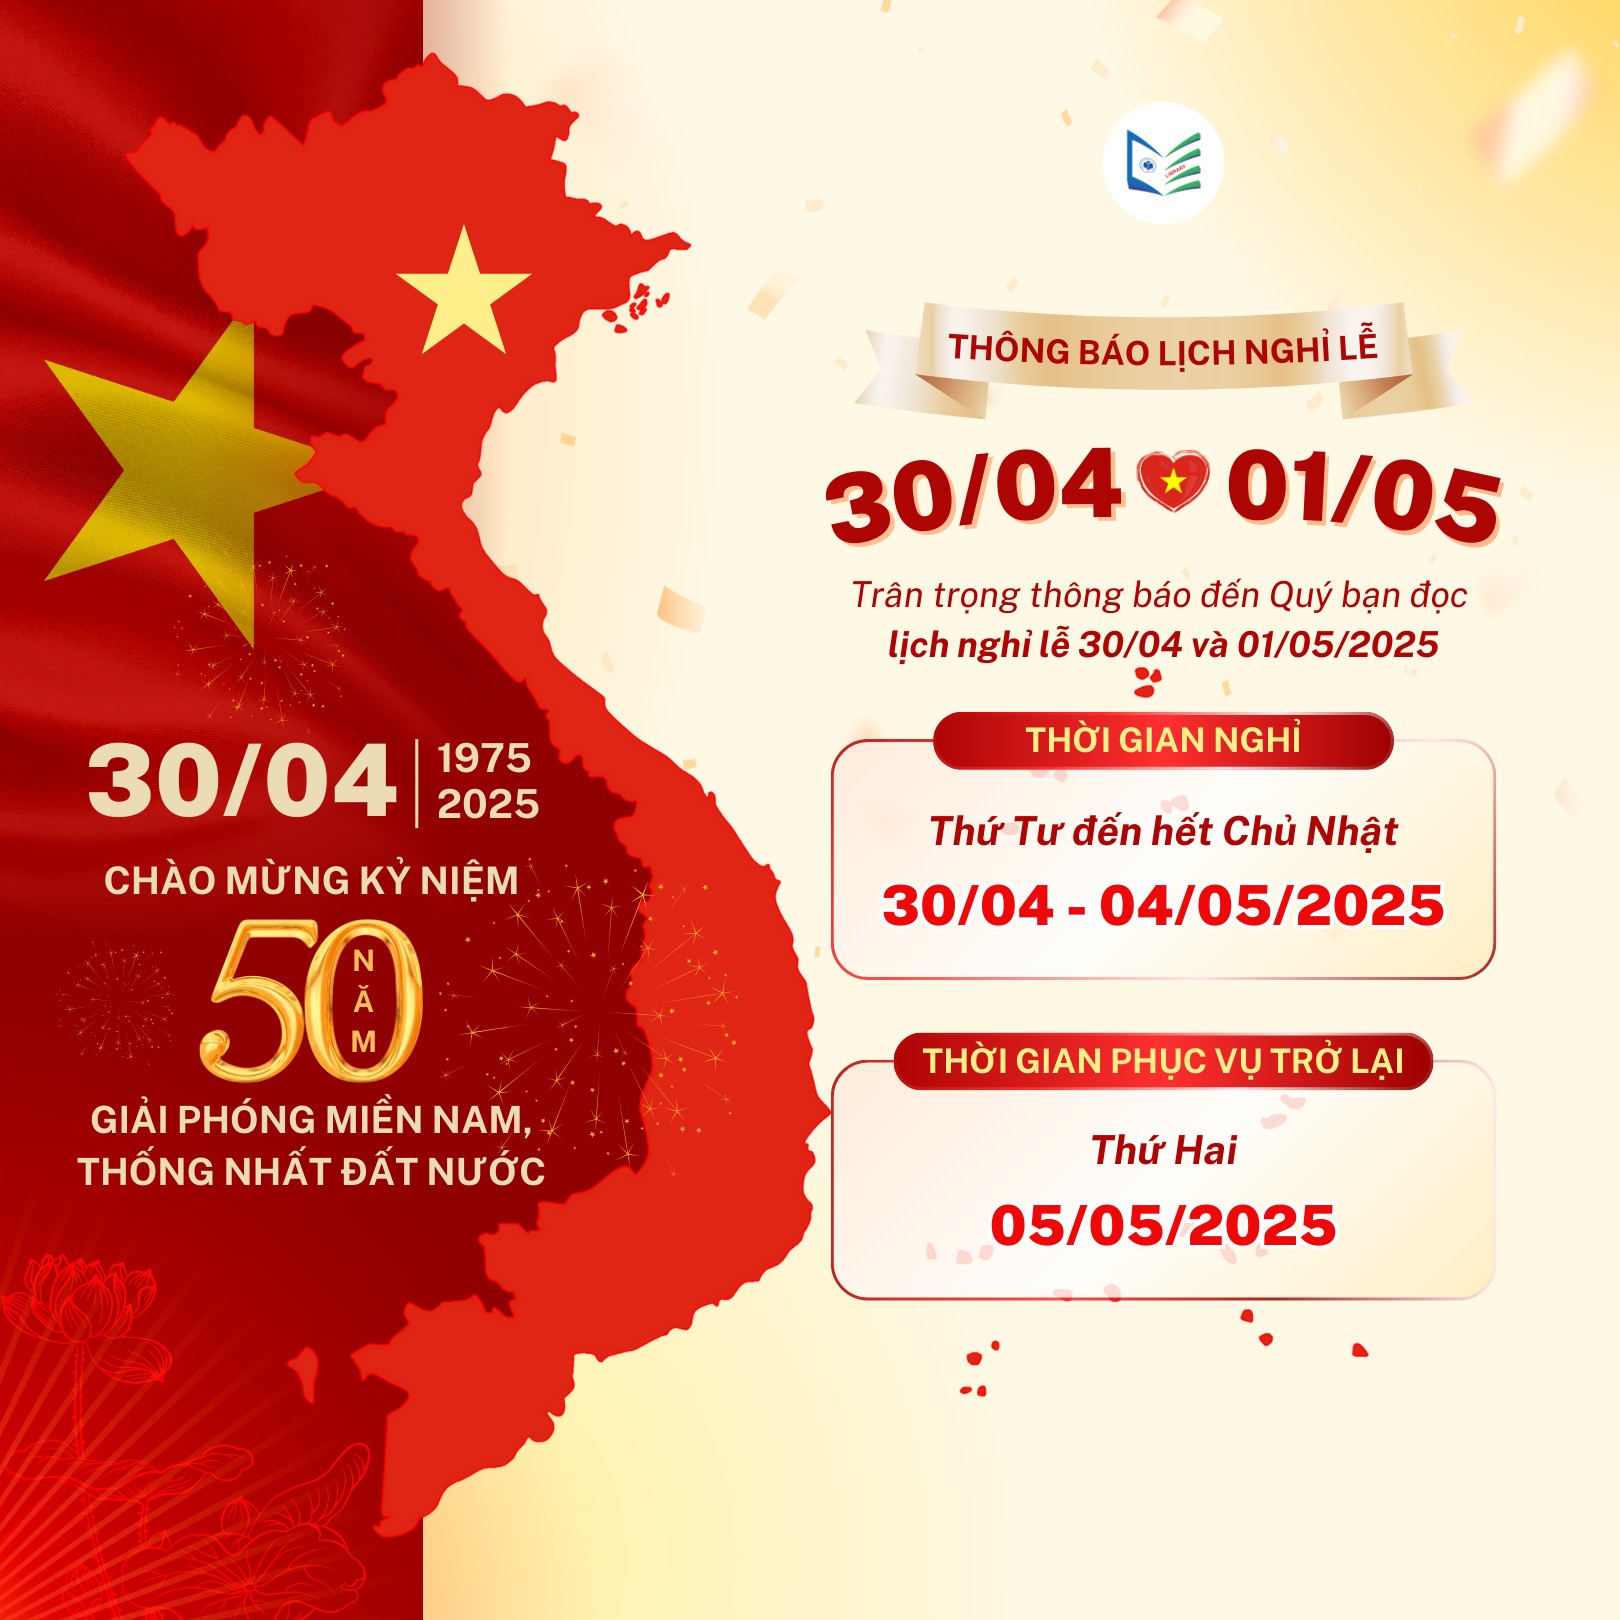 30/04
1975
2025
CHÀO MỪNG KỶ NIỆM
50
NĂM
GIẢI PHÓNG MIỀN NAM,
THỐNG NHẤT ĐẤT NƯỚC
LIBRARY
THÔNG BÁO LỊCH NGHỈ LỄ
30/04 01/05
Trân trọng thông báo đến Quý bạn đọc
lịch nghỉ lễ 30/04 và 01/05/2025
THỜI GIAN NGHỈ
Thứ Tư đến hết Chủ Nhật
30/04 - 04/05/2025
THỜI GIAN PHỤC VỤ TRỞ LẠI
Thứ Hai
05/05/2025